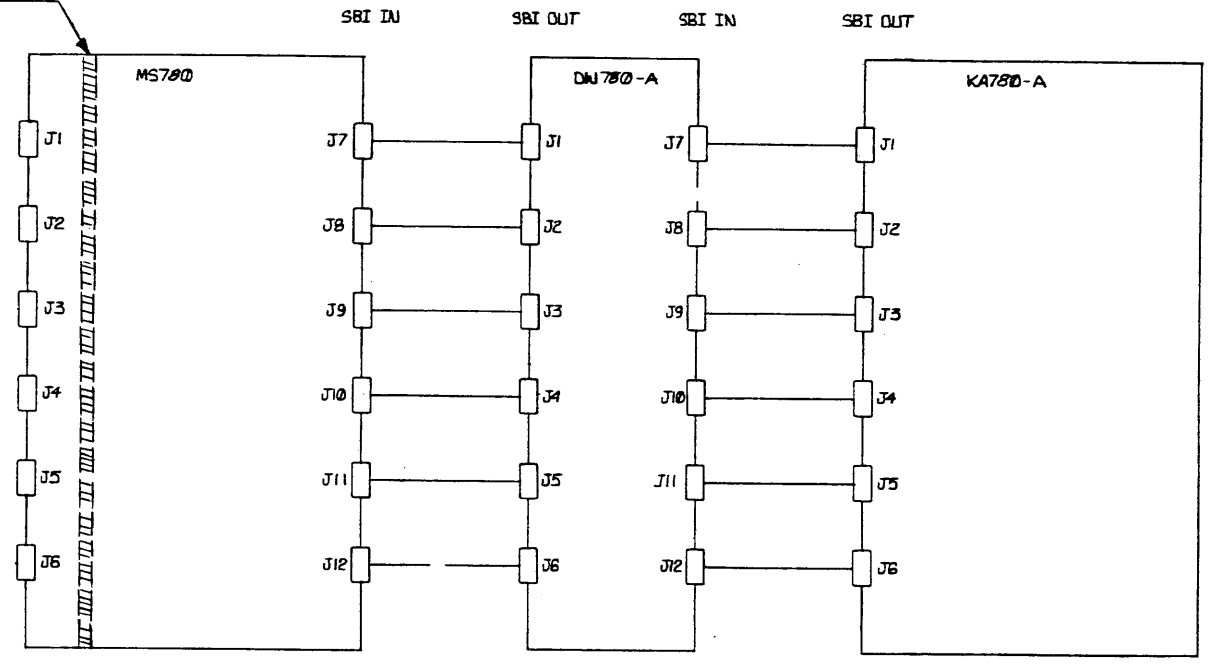 SBI IN SBI OUT SBI IN SBI OUT
MS780 DW780-A KA780-A
J1 J7 J1 J7 J1
J2 J8 J2 J8 J2
J3 J9 J3 J9 J3
J4 J10 J4 J10 J4
J5 J11 J5 J11 J5
J6 J12 J6 J12 J6